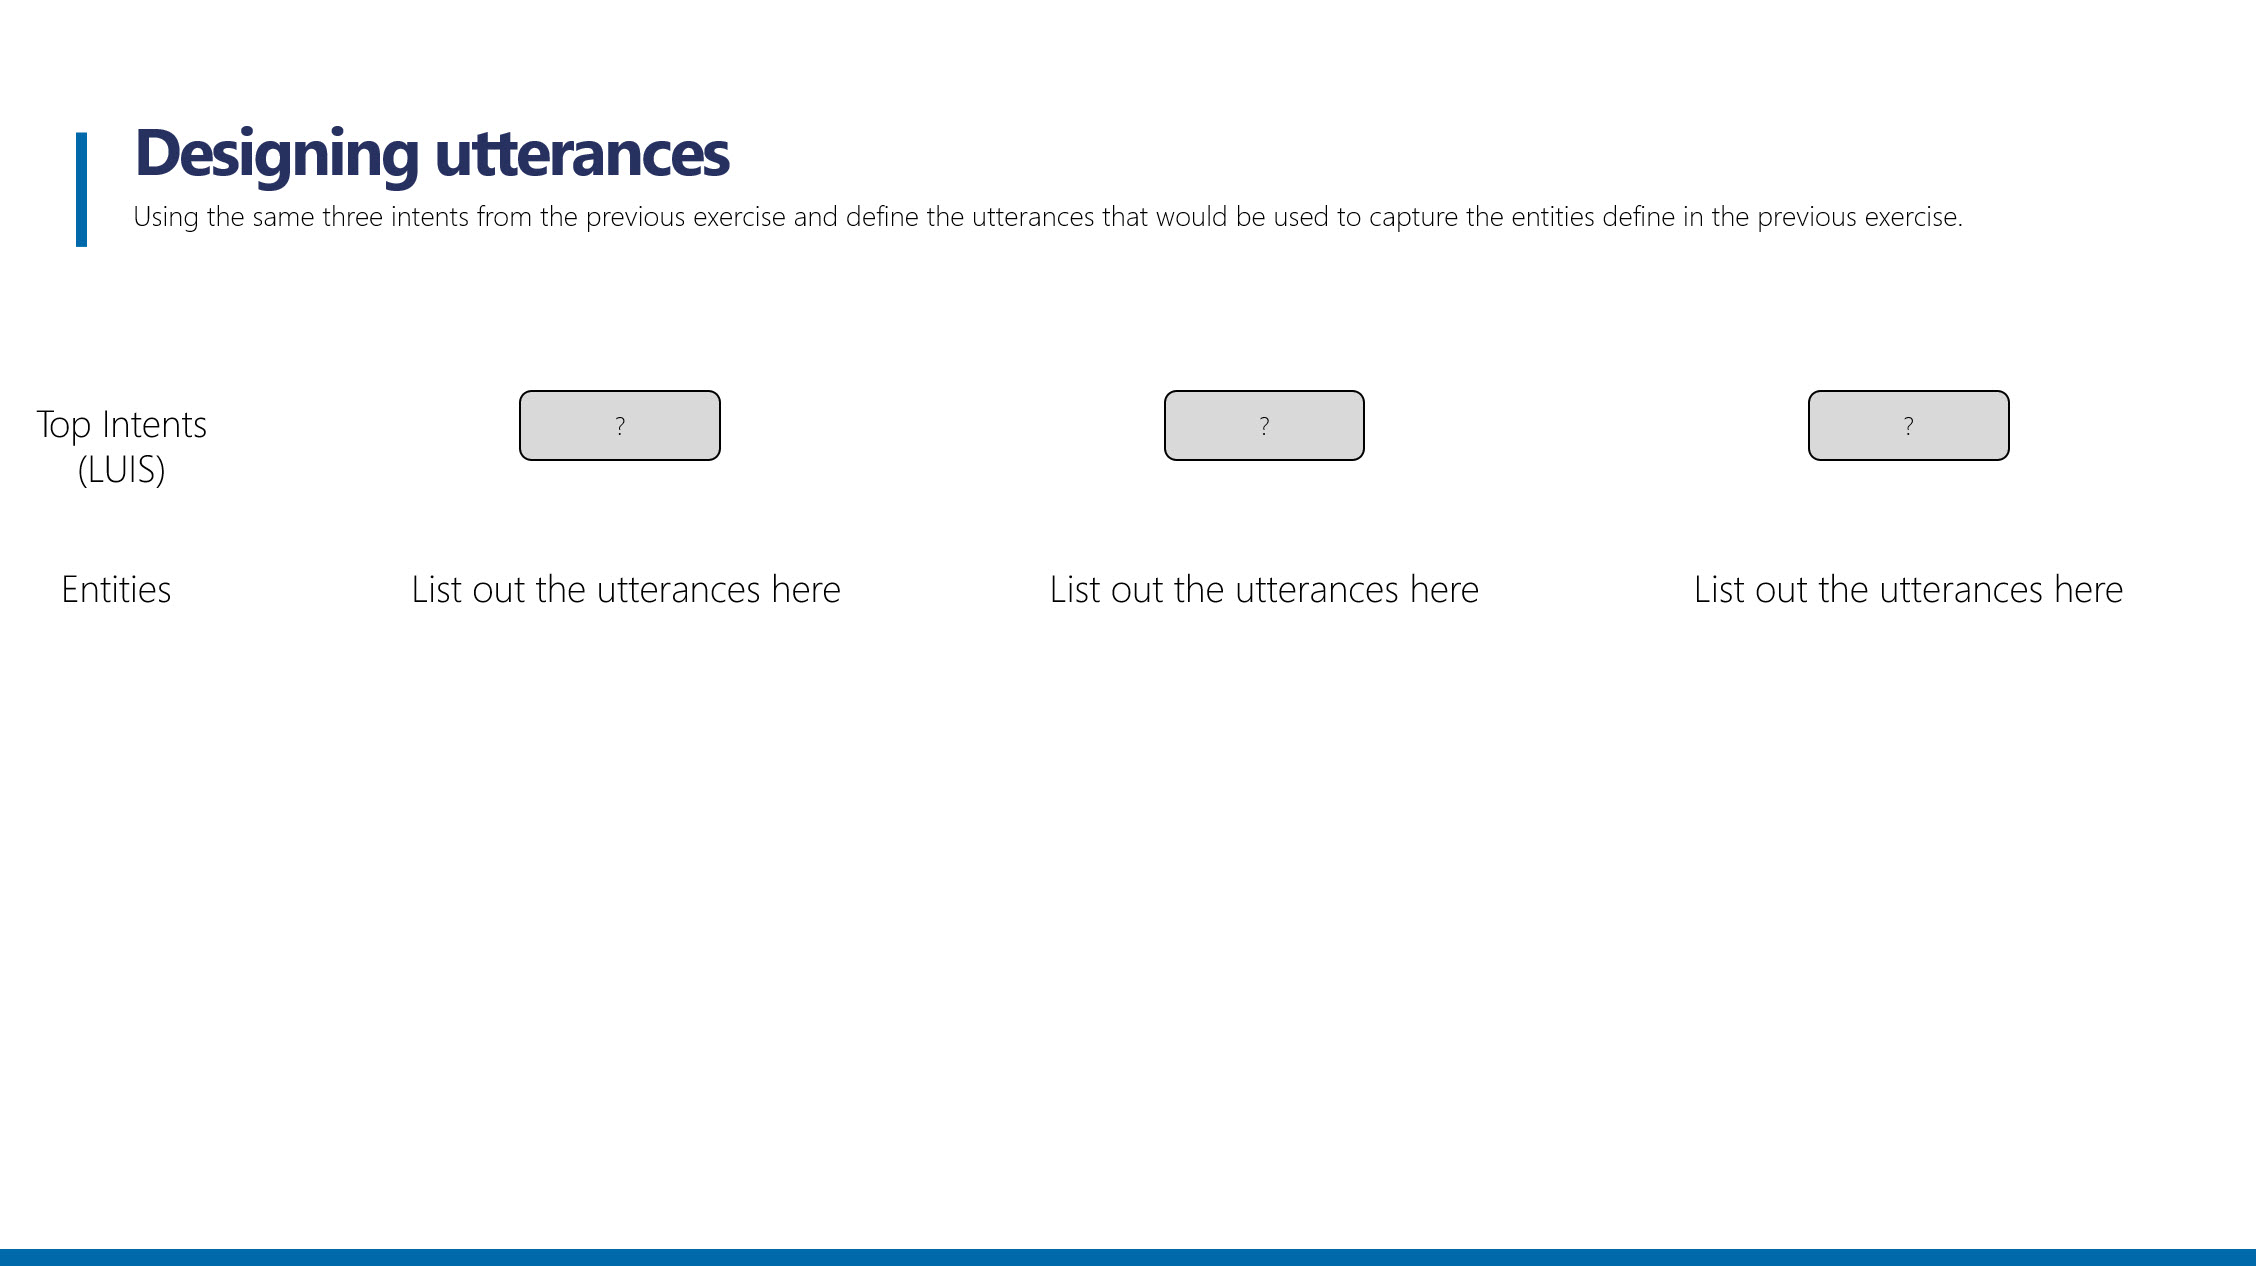 Designing utterances
Using the same three intents from the previous exercise and define the utterances that would be used to capture the entities define in the previous exercise.
Top Intents
(LUIS)
?
?
?
Entities
List out the utterances here
List out the utterances here
List out the utterances here